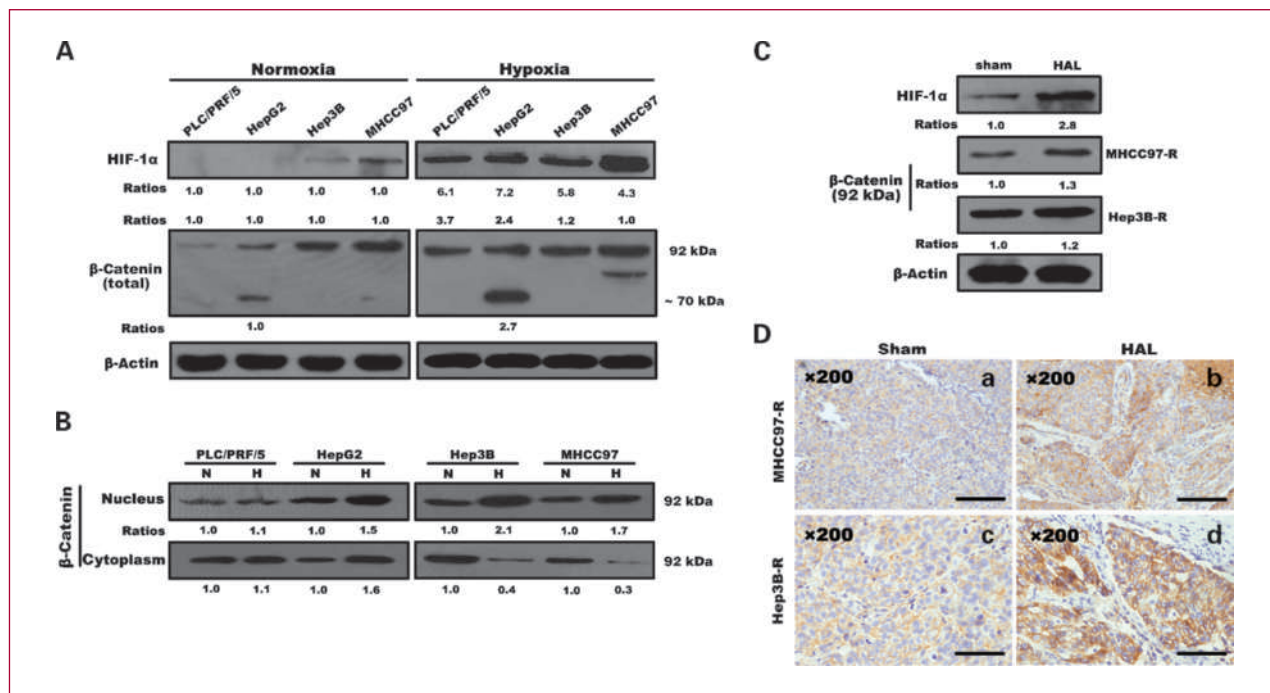 A
Normoxia Hypoxia
PLC/PRF/5 HepG2 Hep3B MHCC97 PLC/PRF/5 HepG2 Hep3B MHCC97
HIF-1α
Ratios 1.0 1.0 1.0 1.0 6.1 7.2 5.8 4.3
Ratios 1.0 1.0 1.0 1.0 3.7 2.4 1.2 1.0
β-Catenin (total) 92 kDa
~ 70 kDa
Ratios 1.0 2.7
β-Actin
B
PLC/PRF/5 HepG2 Hep3B MHCC97
N H N H N H N H
β-Catenin
Nucleus 92 kDa
Ratios 1.0 1.1 1.0 1.5 1.0 2.1 1.0 1.7
Cytoplasm 92 kDa
1.0 1.1 1.0 1.6 1.0 0.4 1.0 0.3
C
sham HAL
HIF-1α
Ratios 1.0 2.8
MHCC97-R
β-Catenin
(92 kDa)
Ratios 1.0 1.3
Hep3B-R
Ratios 1.0 1.2
β-Actin
D
Sham HAL
MHCC97-R
×200 a ×200 b
Hep3B-R
×200 c ×200 d